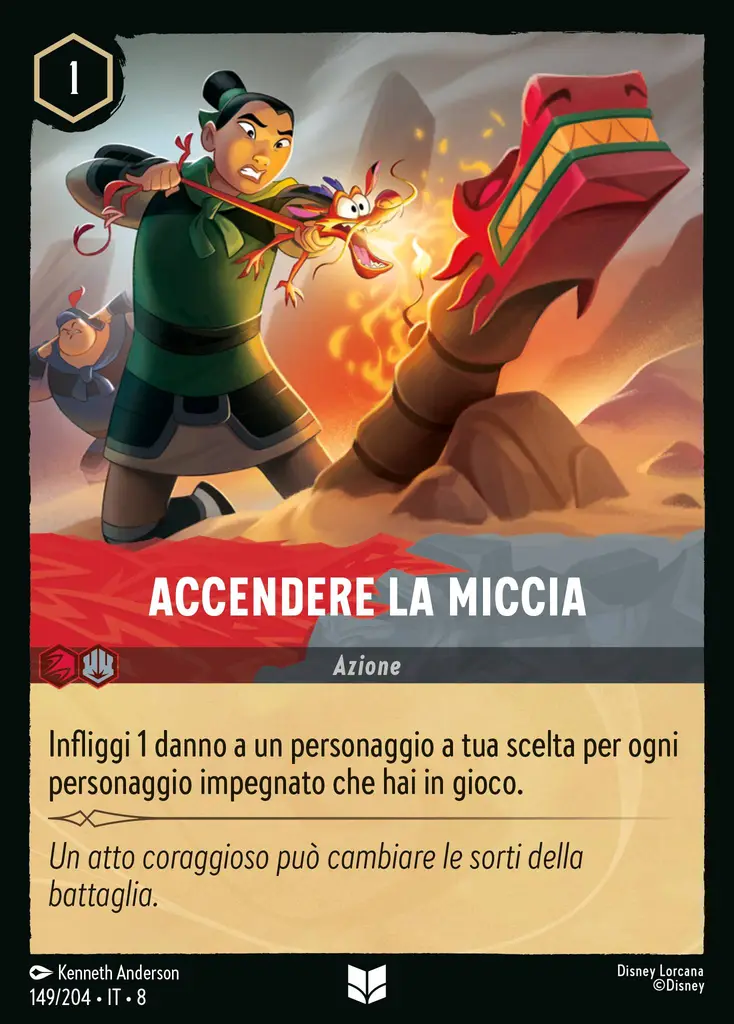 1
ACCENDERE LA MICCIA
Azione
Infliggi 1 danno a un personaggio a tua scelta per ogni
personaggio impegnato che hai in gioco.
Un atto coraggioso può cambiare le sorti della
battaglia.
Kenneth Anderson
149/204 • IT • 8
Disney Lorcana
©Disney